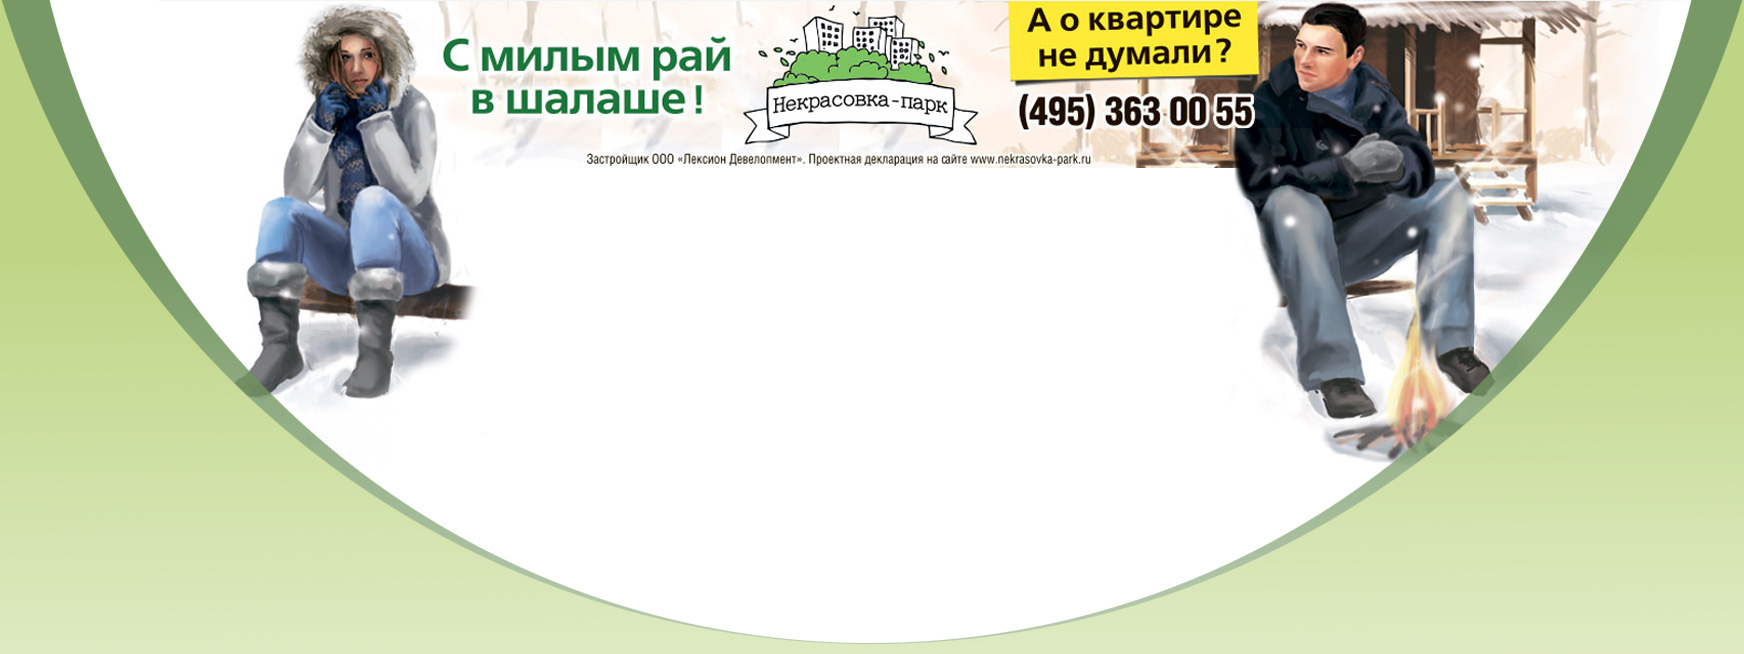 С милым рай
в шалаше!
Некрасовка-парк
А о квартире
не думали?
(495) 363 00 55
Застройщик ООО «Лексион Девелопмент». Проектная декларация на сайте www.nekrasovka-park.ru